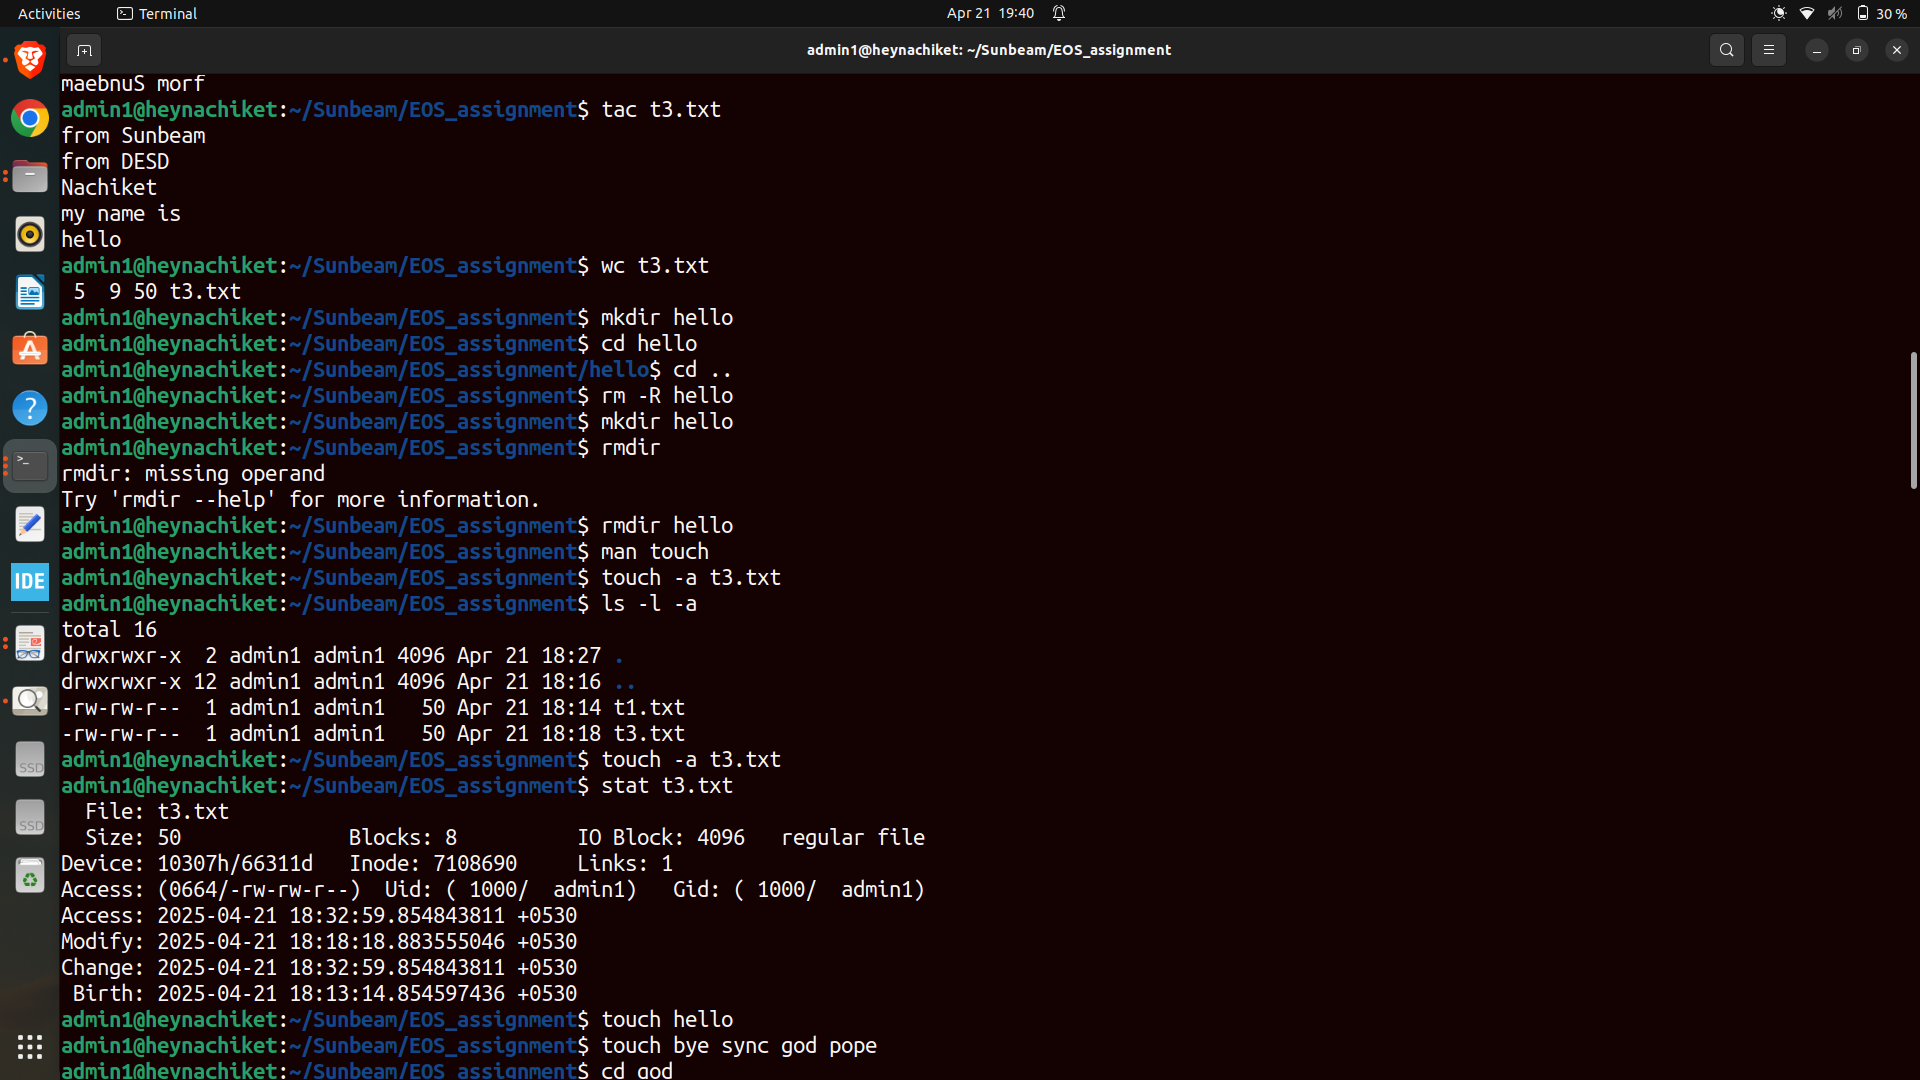 Activities
Terminal
Apr 21 19:40
30 %
admin1@heynachiket: ~/Sunbeam/EOS_assignment
maebnuS morf
admin1@heynachiket:~/Sunbeam/EOS_assignment$ tac t3.txt
from Sunbeam
from DESD
Nachiket
my name is
hello
admin1@heynachiket:~/Sunbeam/EOS_assignment$ wc t3.txt
 5  9 50 t3.txt
admin1@heynachiket:~/Sunbeam/EOS_assignment$ mkdir hello
admin1@heynachiket:~/Sunbeam/EOS_assignment$ cd hello
admin1@heynachiket:~/Sunbeam/EOS_assignment/hello$ cd ..
admin1@heynachiket:~/Sunbeam/EOS_assignment$ rm -R hello
admin1@heynachiket:~/Sunbeam/EOS_assignment$ mkdir hello
admin1@heynachiket:~/Sunbeam/EOS_assignment$ rmdir
rmdir: missing operand
Try 'rmdir --help' for more information.
admin1@heynachiket:~/Sunbeam/EOS_assignment$ rmdir hello
admin1@heynachiket:~/Sunbeam/EOS_assignment$ man touch
admin1@heynachiket:~/Sunbeam/EOS_assignment$ touch -a t3.txt
admin1@heynachiket:~/Sunbeam/EOS_assignment$ ls -l -a
total 16
drwxrwxr-x  2 admin1 admin1 4096 Apr 21 18:27 .
drwxrwxr-x 12 admin1 admin1 4096 Apr 21 18:16 ..
-rw-rw-r--  1 admin1 admin1   50 Apr 21 18:14 t1.txt
-rw-rw-r--  1 admin1 admin1   50 Apr 21 18:18 t3.txt
admin1@heynachiket:~/Sunbeam/EOS_assignment$ touch -a t3.txt
admin1@heynachiket:~/Sunbeam/EOS_assignment$ stat t3.txt
  File: t3.txt
  Size: 50              Blocks: 8          IO Block: 4096   regular file
Device: 10307h/66311d   Inode: 7108690     Links: 1
Access: (0664/-rw-rw-r--)  Uid: ( 1000/  admin1)   Gid: ( 1000/  admin1)
Access: 2025-04-21 18:32:59.854843811 +0530
Modify: 2025-04-21 18:18:18.883555046 +0530
Change: 2025-04-21 18:32:59.854843811 +0530
 Birth: 2025-04-21 18:13:14.854597436 +0530
admin1@heynachiket:~/Sunbeam/EOS_assignment$ touch hello
admin1@heynachiket:~/Sunbeam/EOS_assignment$ touch bye sync god pope
admin1@heynachiket:~/Sunbeam/EOS_assignment$ cd god
IDE
SSD
SSD